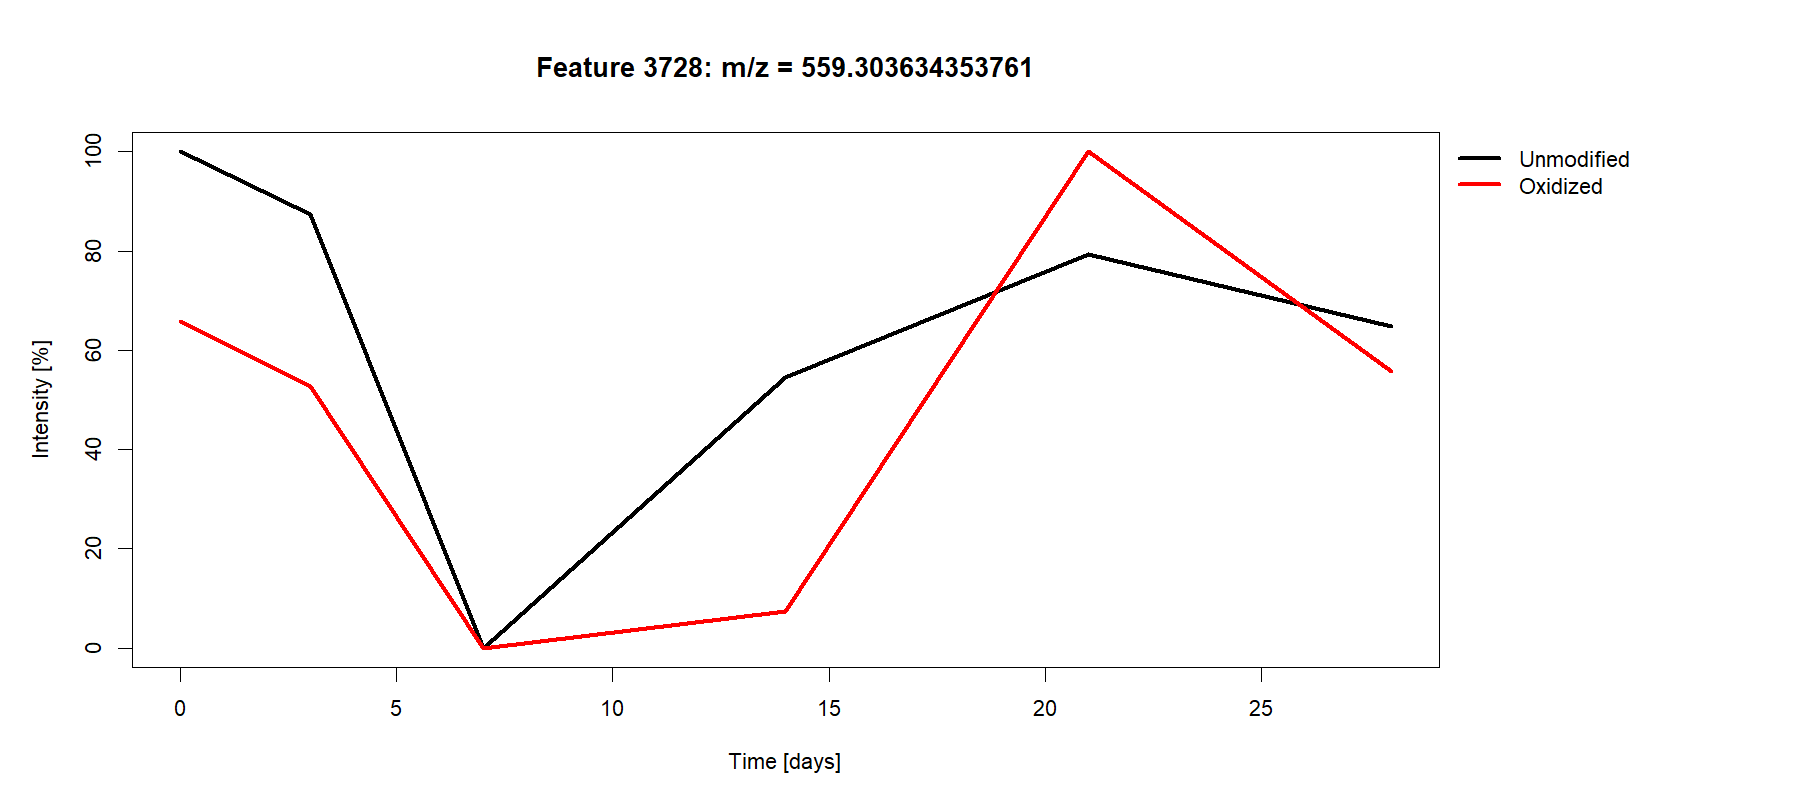 Feature 3728: m/z = 559.303634353761
Unmodified
Oxidized
Intensity [%]
100
80
60
40
20
0
0 5 10 15 20 25
Time [days]